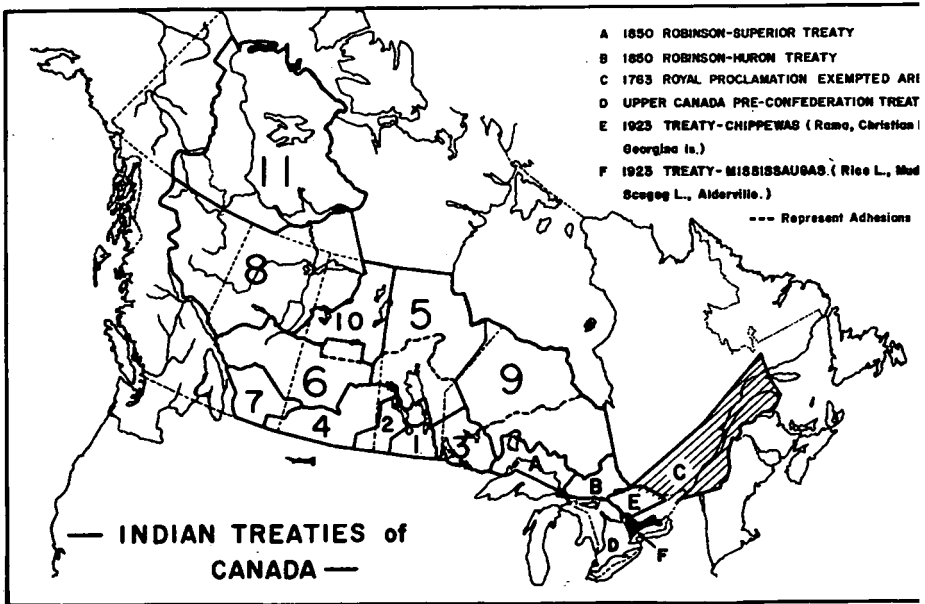 A 1850 ROBINSON-SUPERIOR TREATY
B 1850 ROBINSON-HURON TREATY
C 1763 ROYAL PROCLAMATION EXEMPTED
D UPPER CANADA PRE-CONFEDERATION
E 1923 TREATY-CHIPPEWAS (Rama, Christian
Georgina Is.)
F 1923 TREATY-MISSISSAUGAS. (Rice L., Mud
Scugog L., Alderville.)
--- Represent Adhesions
11
8
10
5
9
6
7
4
2
1
3
A
B
C
E
D
F
— INDIAN TREATIES of
CANADA —